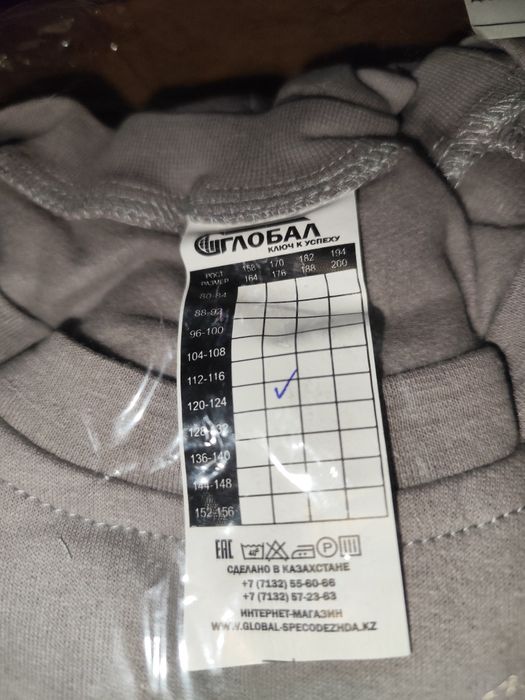 ГЛОБАЛ
КЛЮЧ К УСПЕХУ
РОСТ 158 170 182 194
РАЗМЕР 164 176 188 200
80-84
88-92
96-100
104-108
112-116
120-124
128-132
136-140
144-148
152-156
EAC
СДЕЛАНО В КАЗАХСТАНЕ
+7 (7132) 55-60-66
+7 (7132) 57-23-63
ИНТЕРНЕТ-МАГАЗИН
WWW.GLOBAL-SPECODEZHDA.KZ